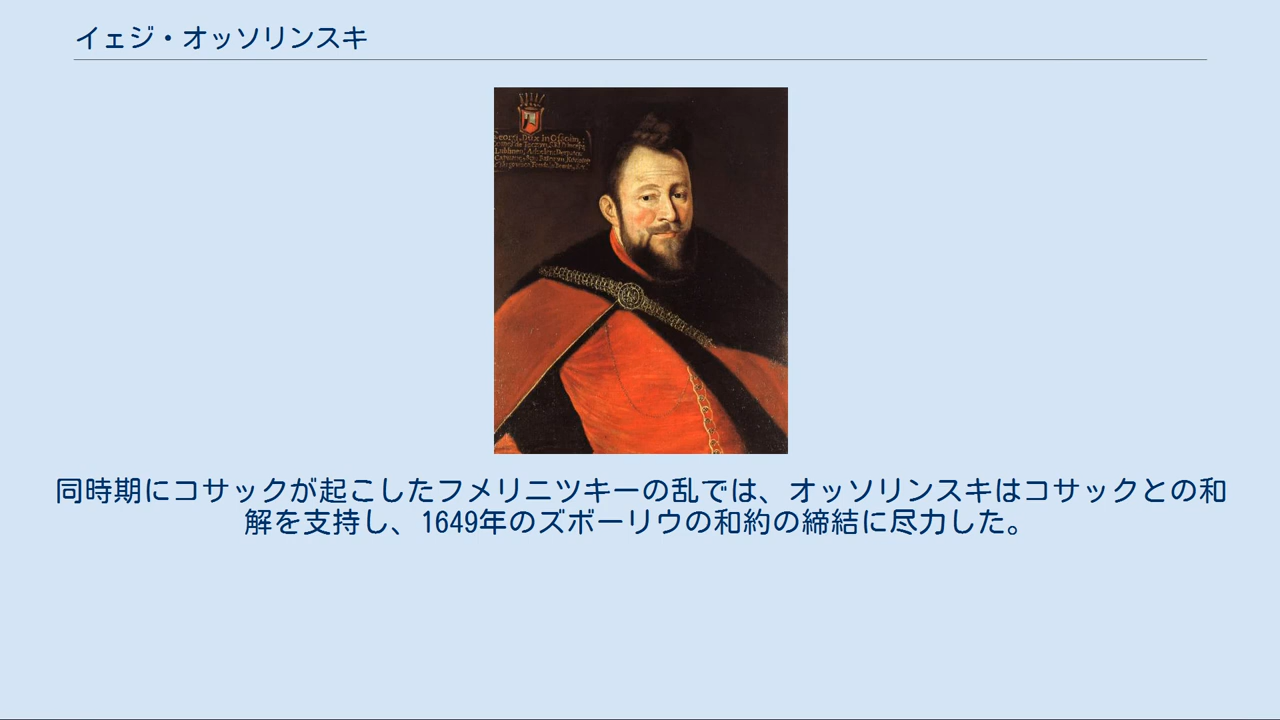 イェジ・オッソリンスキ
同時期にコサックが起こしたフメリニツキーの乱では、オッソリンスキはコサックとの和
解を支持し、1649年のズボーリウの和約の締結に尽力した。